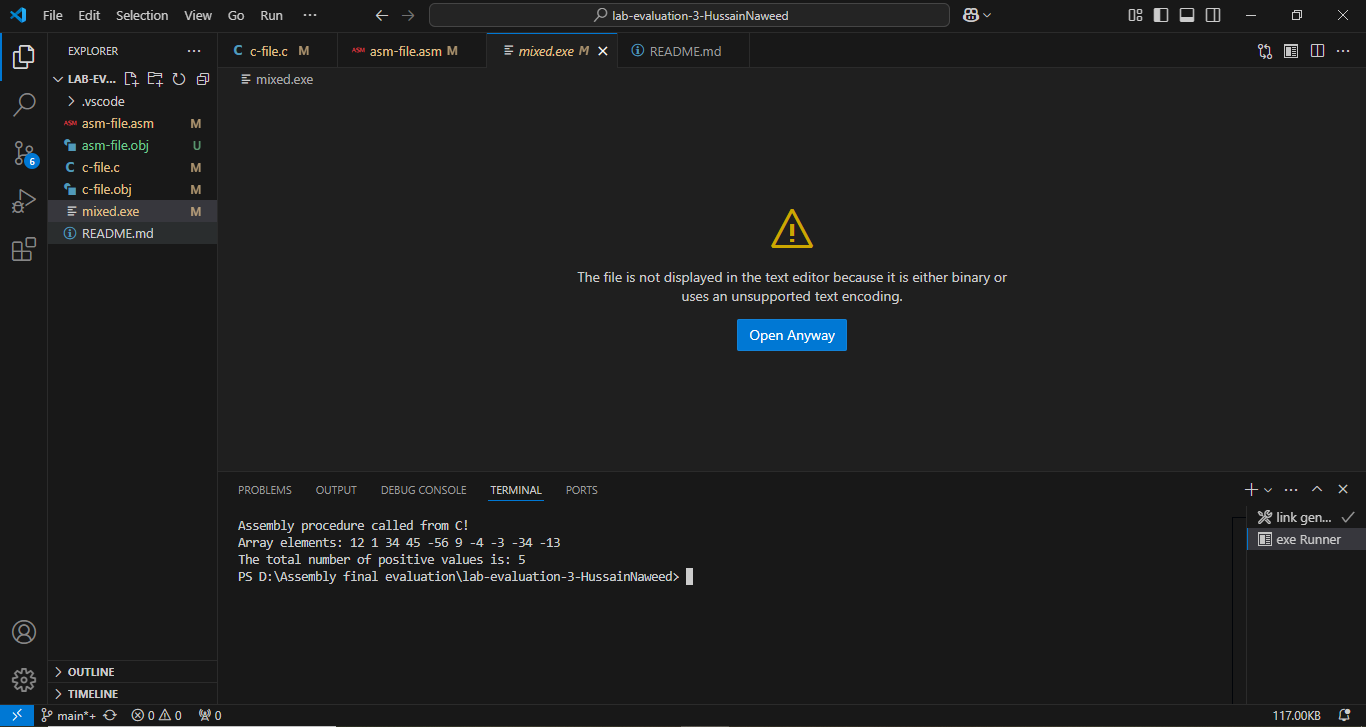 File Edit Selection View Go Run ··· lab-evaluation-3-HussainNaweed
EXPLORER ···
LAB-EV...
.vscode
ASM asm-file.asm M
asm-file.obj U
C c-file.c M
c-file.obj M
mixed.exe M
README.md
6
OUTLINE
TIMELINE
C c-file.c M ASM asm-file.asm M mixed.exe M README.md
mixed.exe
The file is not displayed in the text editor because it is either binary or
uses an unsupported text encoding.
Open Anyway
PROBLEMS OUTPUT DEBUG CONSOLE TERMINAL PORTS
Assembly procedure called from C!
Array elements: 12 1 34 45 -56 9 -4 -3 -34 -13
The total number of positive values is: 5
PS D:\Assembly final evaluation\lab-evaluation-3-HussainNaweed>
link gen...
exe Runner
main*+ 0 0 0 117.00KB